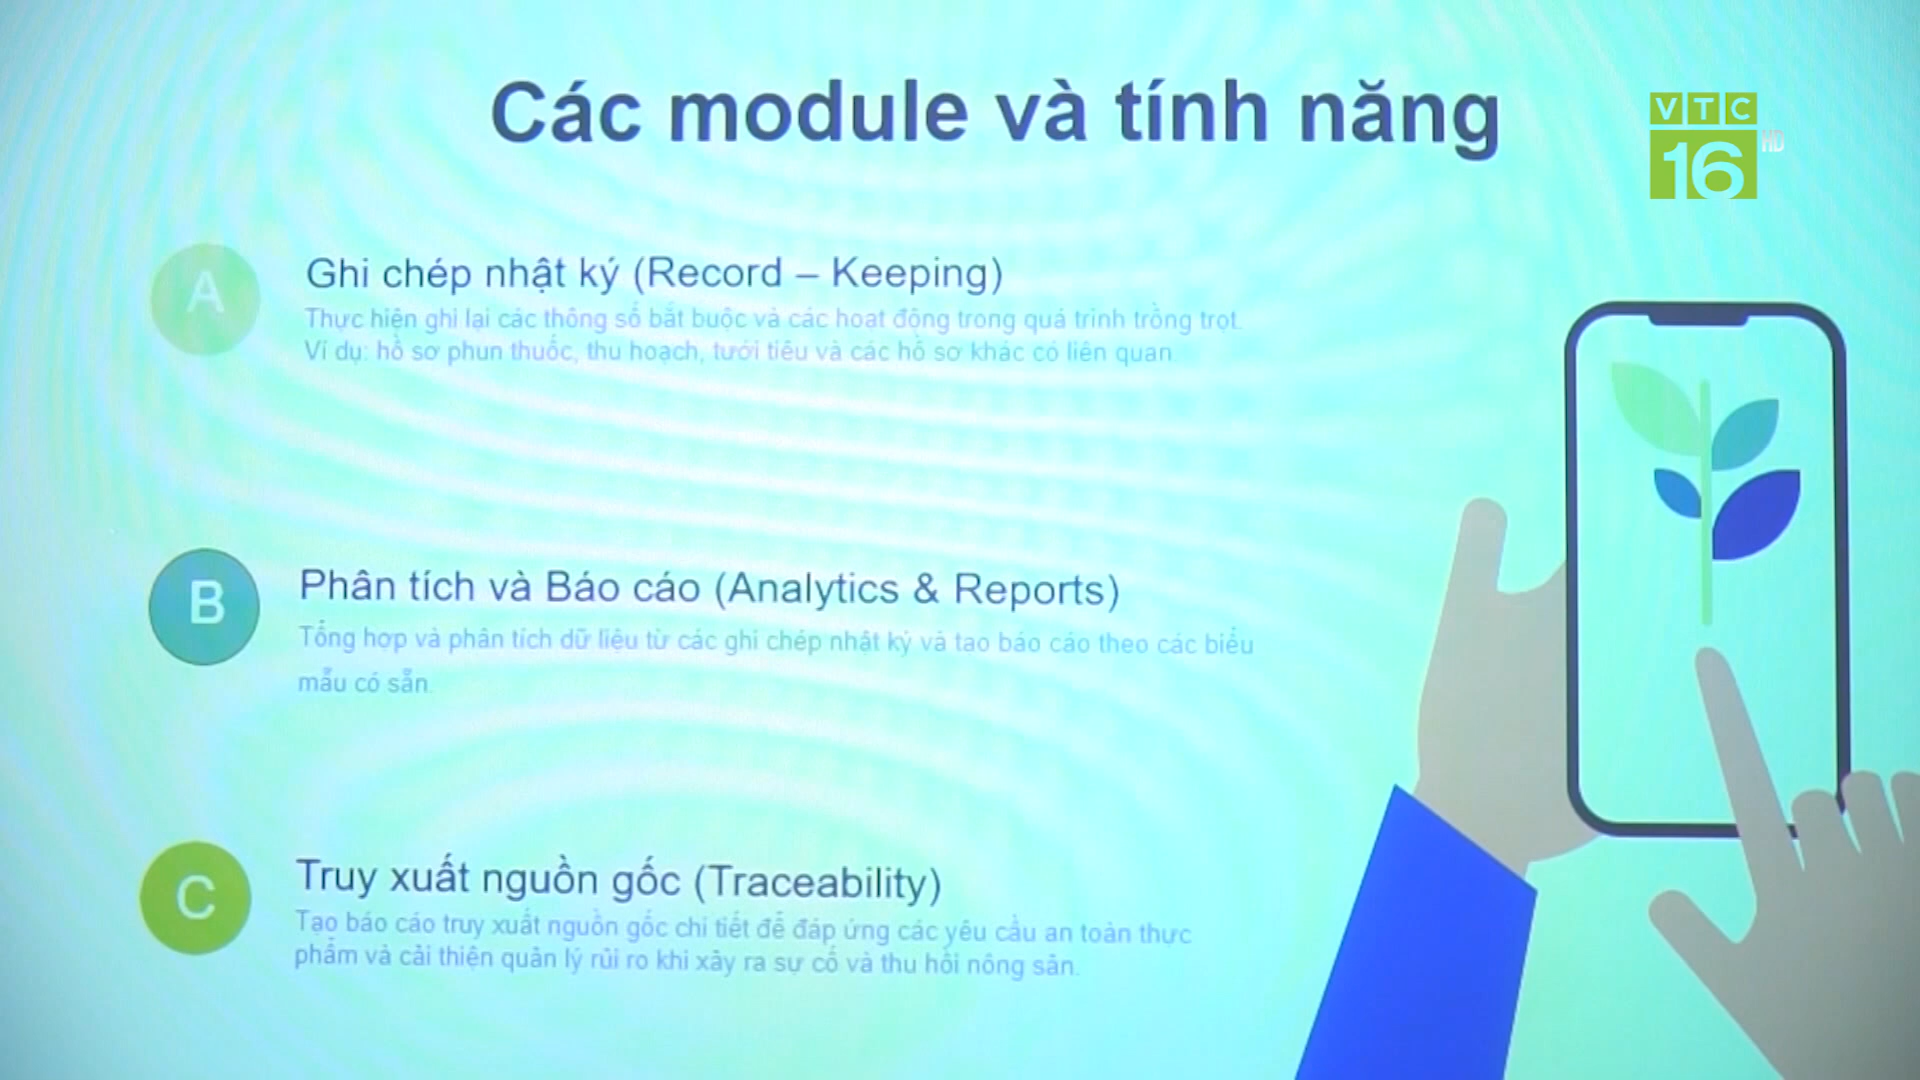 Các module và tính năng
VTC
16 HD
A
Ghi chép nhật ký (Record – Keeping)
Thực hiện ghi lại các thông số bắt buộc và các hoạt động trong quá trình trồng trọt.
Ví dụ: hồ sơ phun thuốc, thu hoạch, tưới tiêu và các hồ sơ khác có liên quan.
B
Phân tích và Báo cáo (Analytics & Reports)
Tổng hợp và phân tích dữ liệu từ các ghi chép nhật ký và tạo báo cáo theo các biểu
mẫu có sẵn.
C
Truy xuất nguồn gốc (Traceability)
Tạo báo cáo truy xuất nguồn gốc chi tiết để đáp ứng các yêu cầu an toàn thực
phẩm và cải thiện quản lý rủi ro khi xảy ra sự cố và thu hồi nông sản.